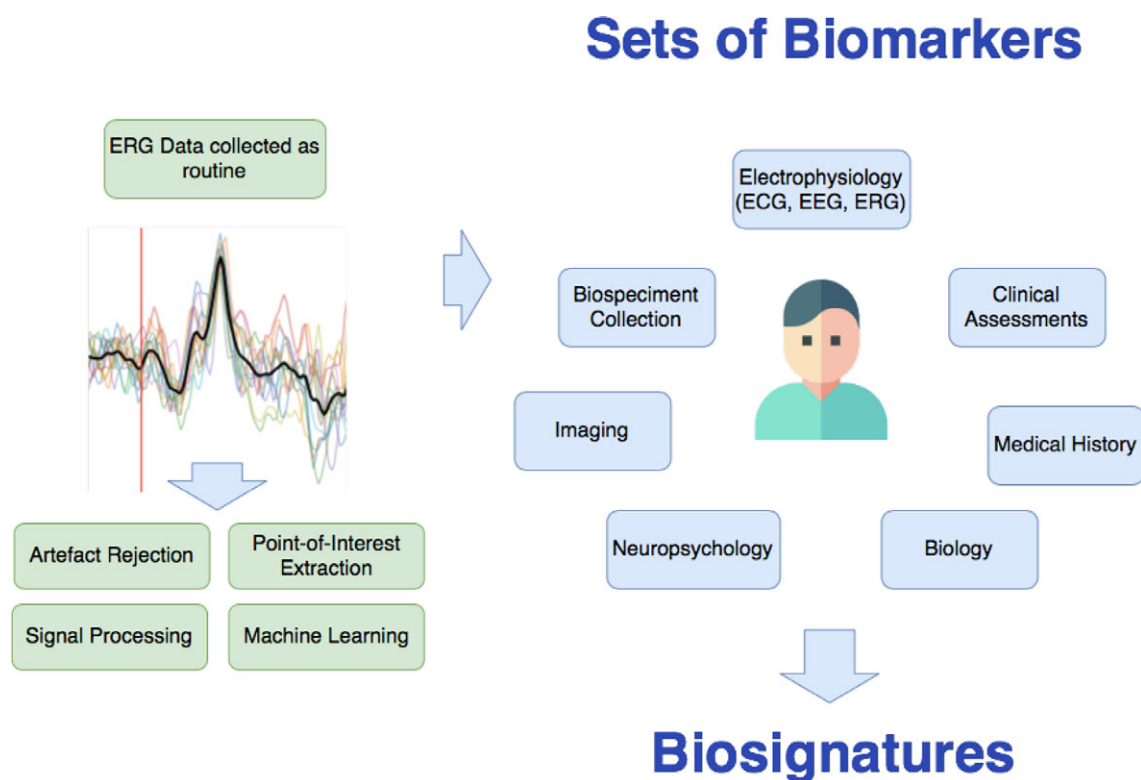 Sets of Biomarkers
ERG Data collected as
routine
Electrophysiology
(ECG, EEG, ERG)
Biospeciment
Collection
Clinical
Assessments
Imaging
Medical History
Neuropsychology
Biology
Artefact Rejection
Point-of-Interest
Extraction
Signal Processing
Machine Learning
Biosignatures